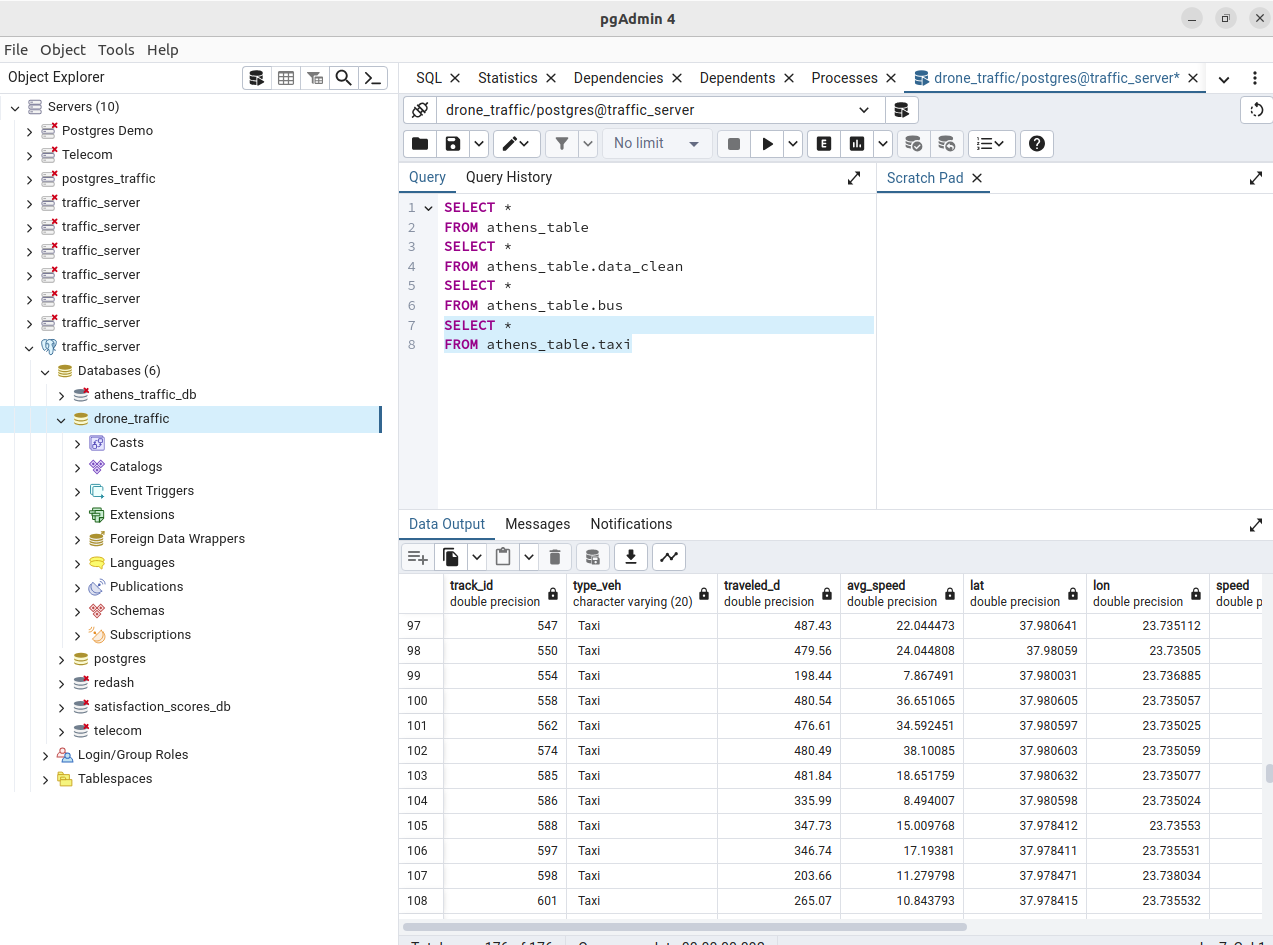 pgAdmin 4
File Object Tools Help
Object Explorer
SQL Statistics Dependencies Dependents Processes drone_traffic/postgres@traffic_server*
Servers (10)
Postgres Demo
Telecom
postgres_traffic
traffic_server
traffic_server
traffic_server
traffic_server
traffic_server
traffic_server
traffic_server
Databases (6)
athens_traffic_db
drone_traffic
Casts
Catalogs
Event Triggers
Extensions
Foreign Data Wrappers
Languages
Publications
Schemas
Subscriptions
postgres
redash
satisfaction_scores_db
telecom
Login/Group Roles
Tablespaces
drone_traffic/postgres@traffic_server
No limit
E
Query Query History
Scratch Pad
1 SELECT *
2 FROM athens_table
3 SELECT *
4 FROM athens_table.data_clean
5 SELECT *
6 FROM athens_table.bus
7 SELECT *
8 FROM athens_table.taxi
Data Output Messages Notifications
track_id type_veh traveled_d avg_speed lat lon speed
double precision character varying (20) double precision double precision double precision double precision double p
97 547 Taxi 487.43 22.044473 37.980641 23.735112
98 550 Taxi 479.56 24.044808 37.98059 23.73505
99 554 Taxi 198.44 7.867491 37.980031 23.736885
100 558 Taxi 480.54 36.651065 37.980605 23.735057
101 562 Taxi 476.61 34.592451 37.980597 23.735025
102 574 Taxi 480.49 38.10085 37.980603 23.735059
103 585 Taxi 481.84 18.651759 37.980632 23.735077
104 586 Taxi 335.99 8.494007 37.980598 23.735024
105 588 Taxi 347.73 15.009768 37.978412 23.73553
106 597 Taxi 346.74 17.19381 37.978411 23.735531
107 598 Taxi 203.66 11.279798 37.978471 23.738034
108 601 Taxi 265.07 10.843793 37.978415 23.735532